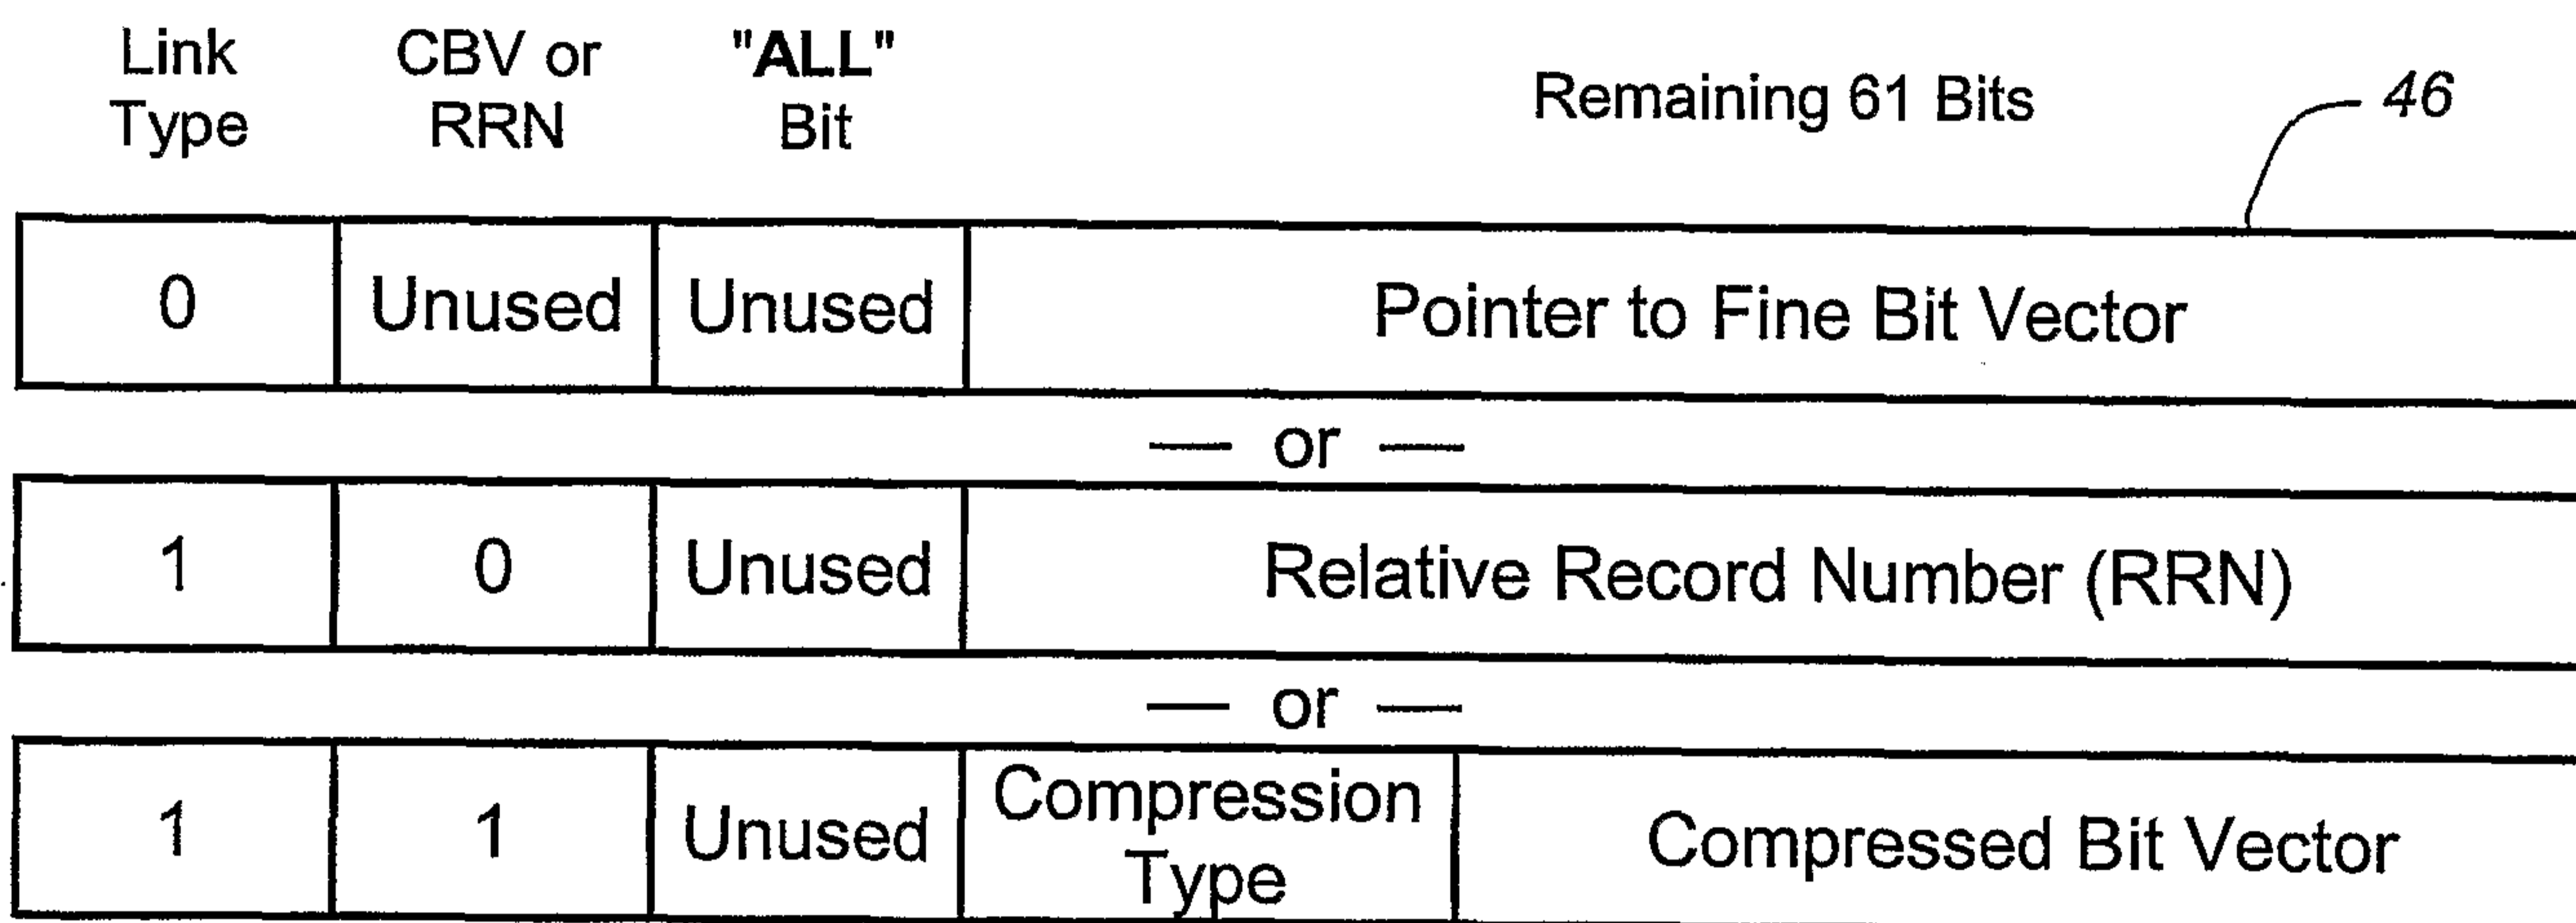 Link Type CBV or RRN "ALL" Bit Remaining 61 Bits 46
0 Unused Unused Pointer to Fine Bit Vector
— or —
1 0 Unused Relative Record Number (RRN)
— or —
1 1 Unused Compression Type Compressed Bit Vector